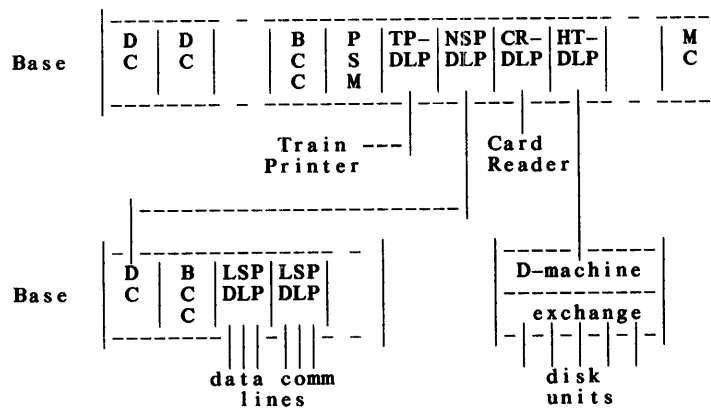 D D B P TP- NSP CR- HT- M
Base C C C S DLP DLP DLP DLP C
C M
Train Card
Printer Reader
D B LSP LSP D-machine
Base C C DLP DLP
C exchange
data comm disk
lines units